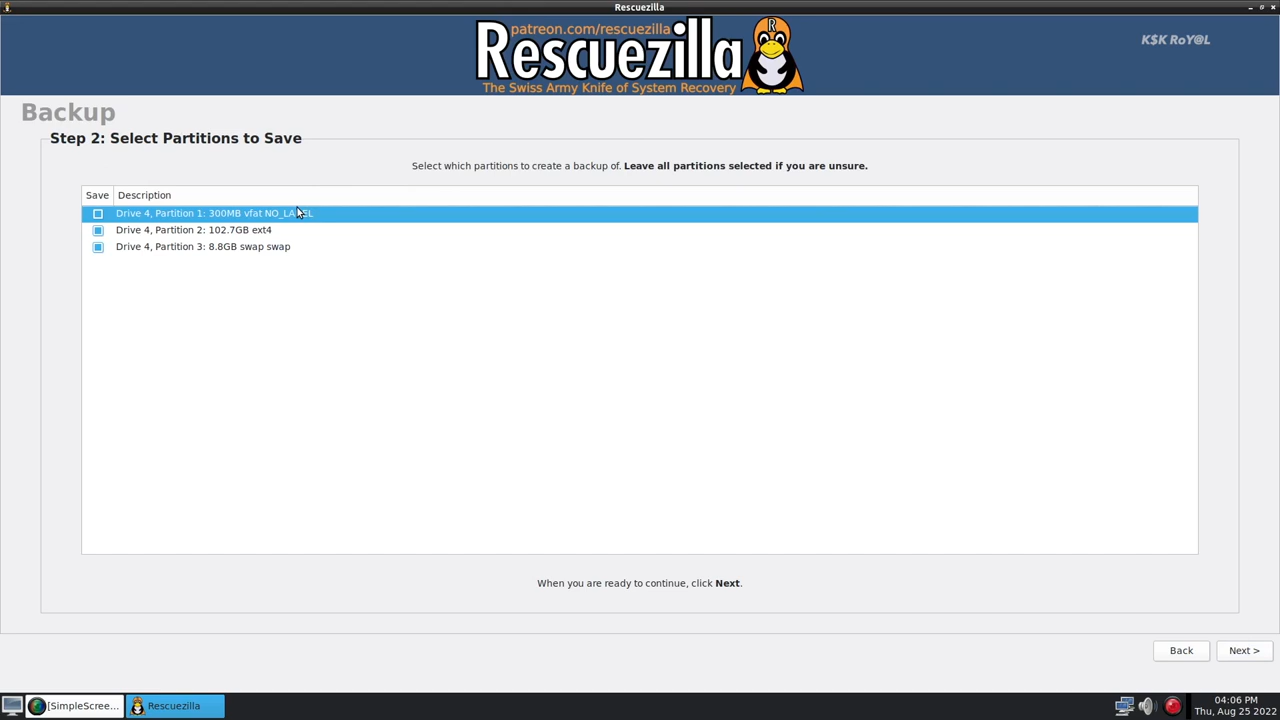 Rescuezilla
patreon.com/rescuezilla
Rescuezilla
R
The Swiss Army Knife of System Recovery
K$K RoY@L
Backup
Step 2: Select Partitions to Save
Select which partitions to create a backup of. Leave all partitions selected if you are unsure.
Save Description
Drive 4, Partition 1: 300MB vfat NO_LABEL
Drive 4, Partition 2: 102.7GB ext4
Drive 4, Partition 3: 8.8GB swap swap
When you are ready to continue, click Next.
Back Next >
[SimpleScree... Rescuezilla
04:06 PM
Thu, Aug 25 2022